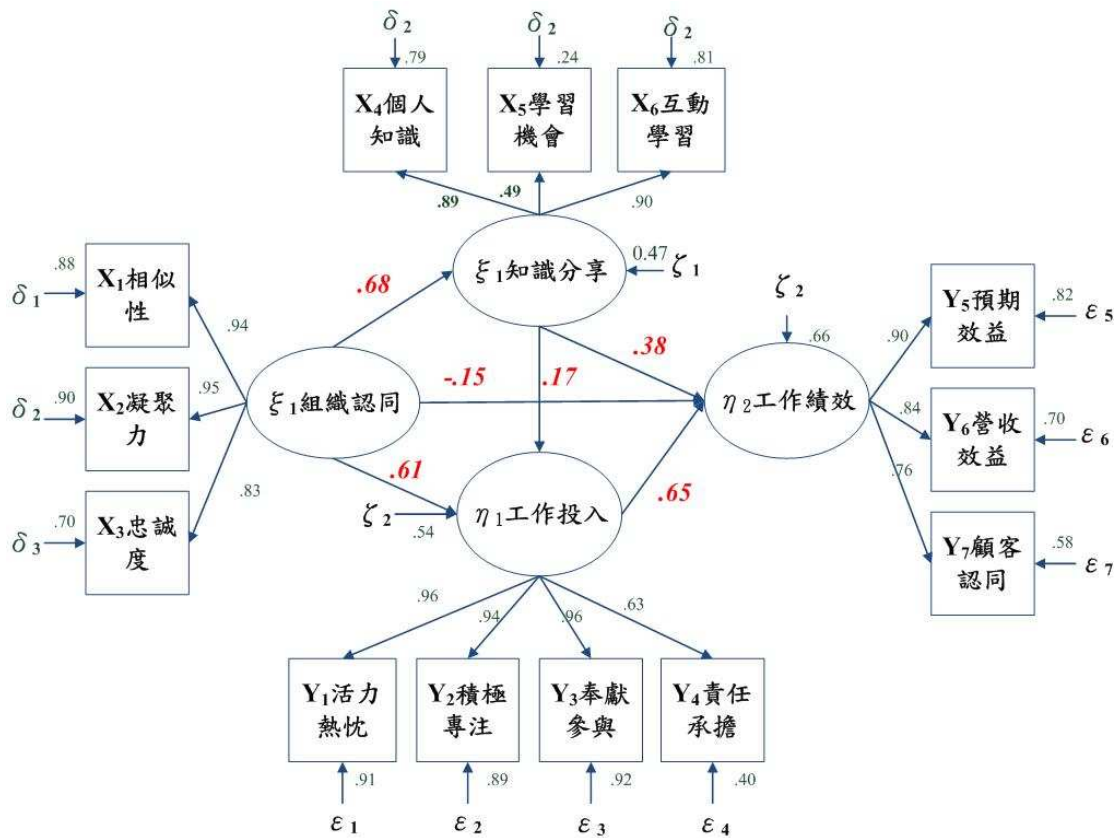 δ2 δ2 δ2
.79 .24 .81
X4個人 X5學習 X6互動
知識 機會 學習
.89 .49 .90
.88
X1相似
性
δ1
.94
ξ1知識分享
0.47
ζ1
.68
ζ2
.66
Y5預期
效益
.82
ε5
.90
.90
X2凝聚
力
δ2
.95
ξ1組織認同
-.15
.38
.17
η2工作績效
.84
Y6營收
效益
.70
ε6
.76
.61
.65
.70
X3忠誠
度
δ3
.83
ζ2
.54
η1工作投入
Y7顧客
認同
.58
ε7
.96 .94 .96 .63
Y1活力 Y2積極 Y3奉獻 Y4責任
熱忱 專注 參與 承擔
.91 .89 .92 .40
ε1 ε2 ε3 ε4